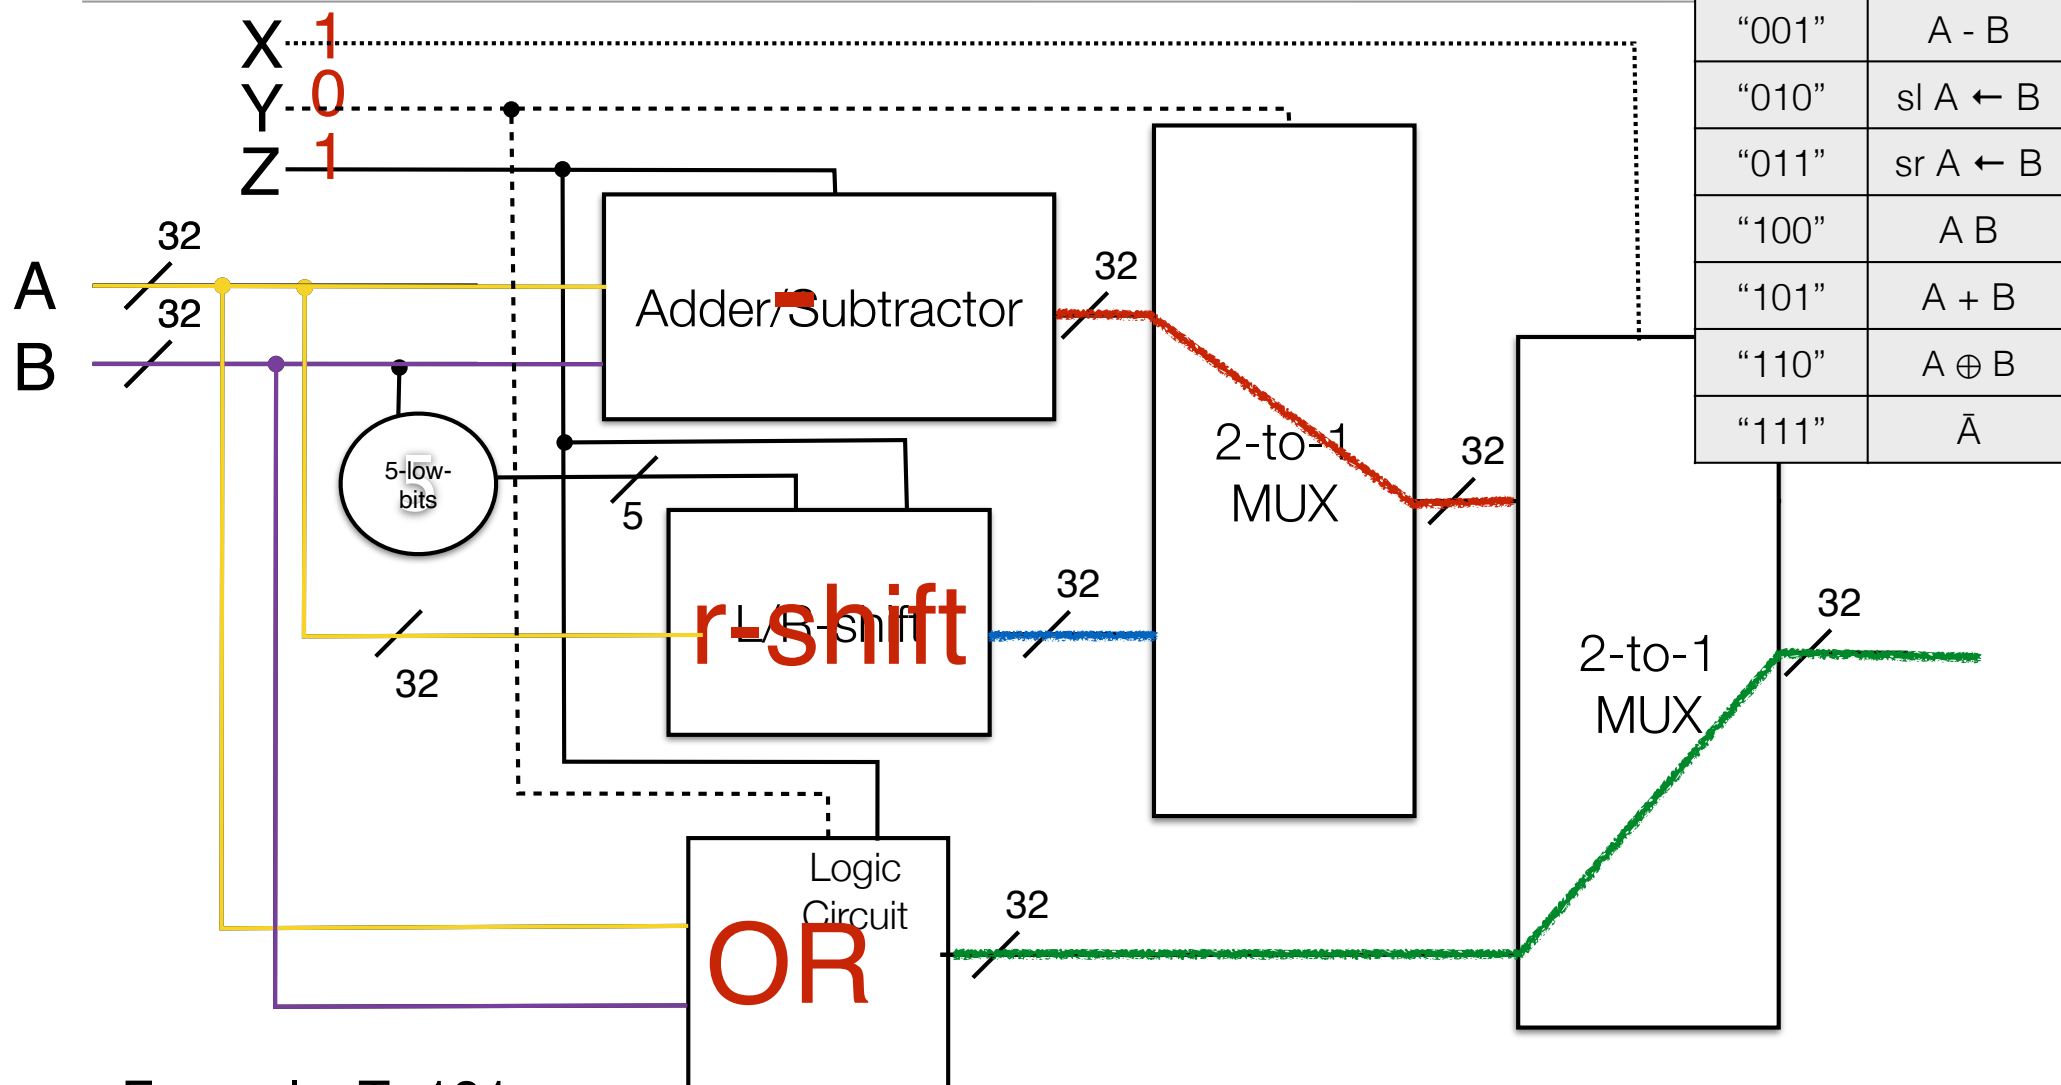 X 1
Y 0
Z 1
"001" A - B
"010" sl A ← B
"011" sr A ← B
"100" A B
"101" A + B
"110" A ⊕ B
"111" Ā
32
A
32
B
Adder/Subtractor
-
32
2-to-1
MUX
32
5-low-
bits
5
5
32
L/R-shift
r-shift
32
32
2-to-1
MUX
Logic
Circuit
OR
32